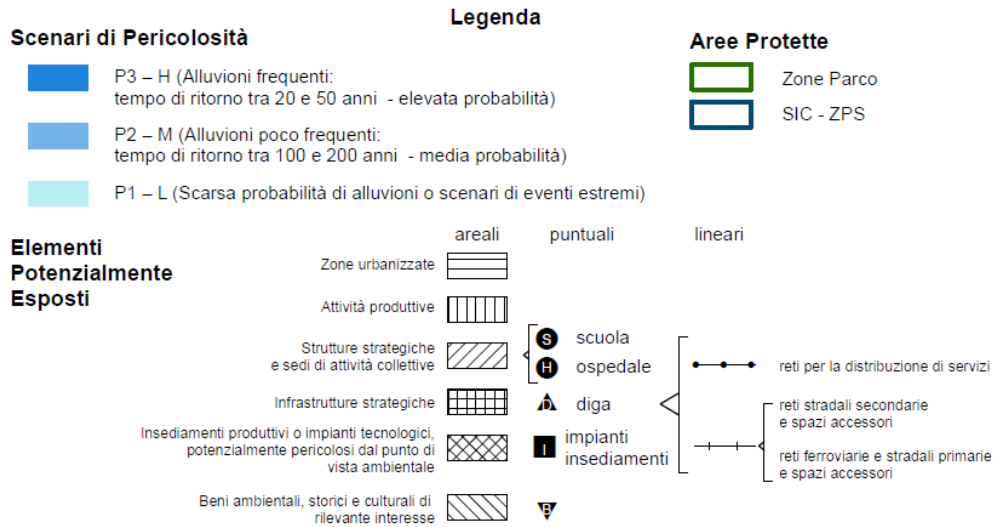 Legenda
Scenari di Pericolosità
P3 – H (Alluvioni frequenti:
tempo di ritorno tra 20 e 50 anni - elevata probabilità)
P2 – M (Alluvioni poco frequenti:
tempo di ritorno tra 100 e 200 anni - media probabilità)
P1 – L (Scarsa probabilità di alluvioni o scenari di eventi estremi)
Aree Protette
Zone Parco
SIC - ZPS
Elementi
Potenzialmente
Esposti
areali
puntuali
lineari
Zone urbanizzate
Attività produttive
Strutture strategiche
e sedi di attività collettive
S scuola
H ospedale
Infrastrutture strategiche
D diga
Insediamenti produttivi o impianti tecnologici,
potenzialmente pericolosi dal punto di
vista ambientale
I impianti
insediamenti
Beni ambientali, storici e culturali di
rilevante interesse
B
reti per la distribuzione di servizi
reti stradali secondarie
e spazi accessori
reti ferroviarie e stradali primarie
e spazi accessori